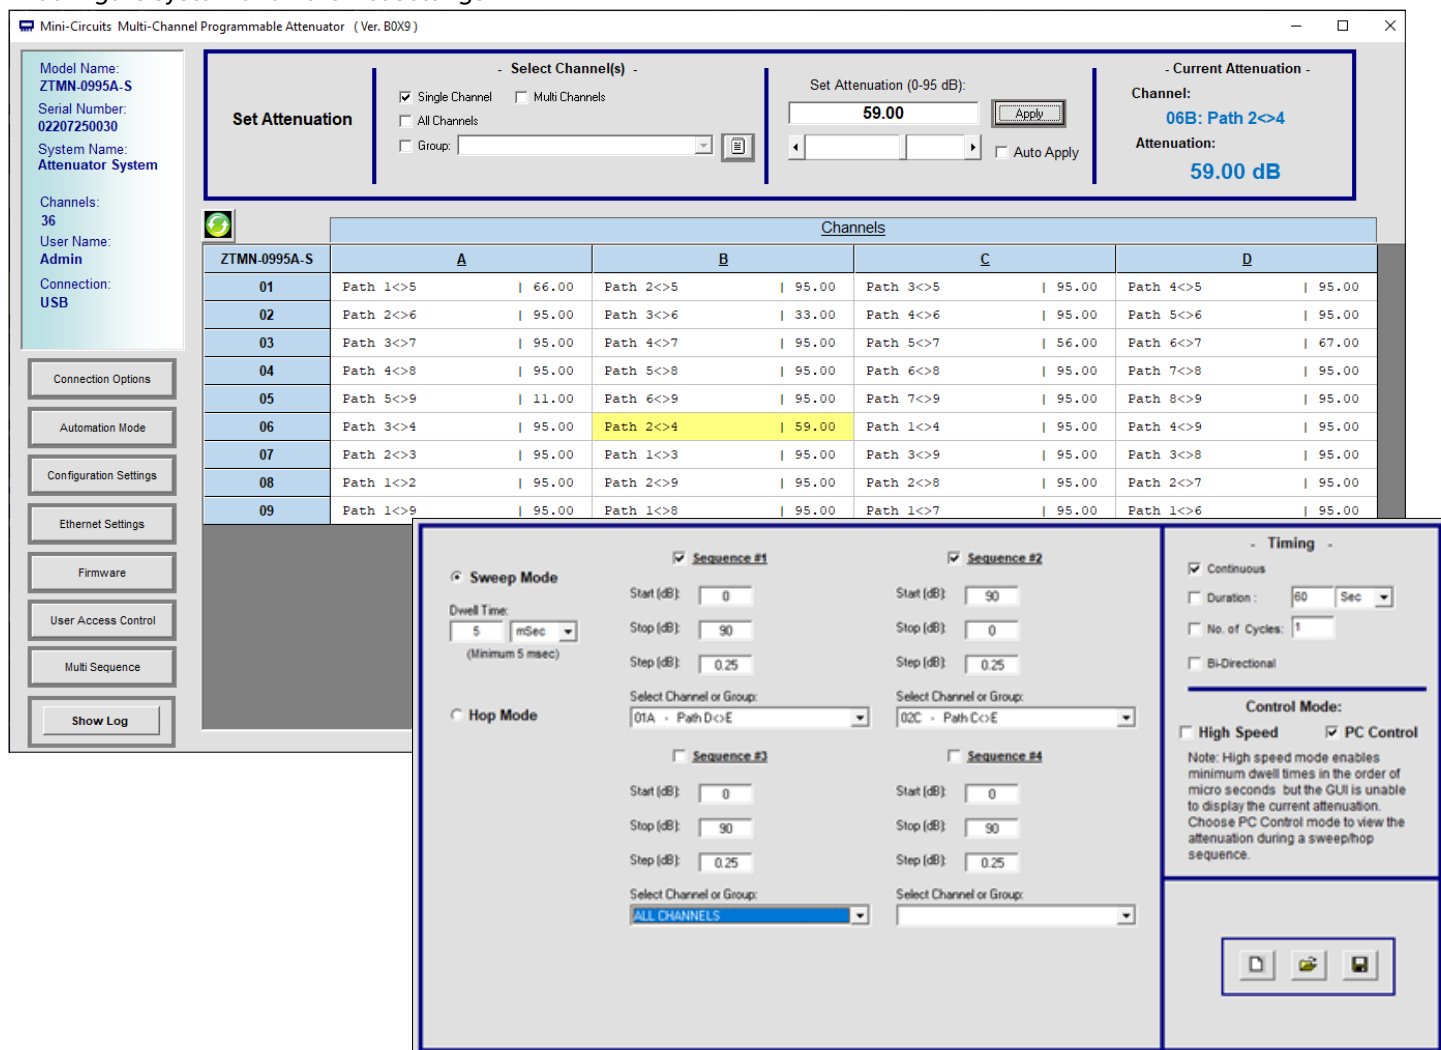 Mini-Circuits Multi-Channel Programmable Attenuator ( Ver. B0X9 )
Model Name:
ZTMN-0995A-S
Serial Number:
02207250030
System Name:
Attenuator System
Channels:
36
User Name:
Admin
Connection:
USB
Connection Options
Automation Mode
Configuration Settings
Ethernet Settings
Firmware
User Access Control
Multi Sequence
Show Log
Set Attenuation
- Select Channel(s) -
Single Channel Multi Channels
All Channels
Group:
Set Attenuation (0-95 dB):
59.00 Apply
Auto Apply
- Current Attenuation -
Channel:
06B: Path 2<>4
Attenuation:
59.00 dB
Channels
ZTMN-0995A-S A B C D
01 Path 1<>5 | 66.00 Path 2<>5 | 95.00 Path 3<>5 | 95.00 Path 4<>5 | 95.00
02 Path 2<>6 | 95.00 Path 3<>6 | 33.00 Path 4<>6 | 95.00 Path 5<>6 | 95.00
03 Path 3<>7 | 95.00 Path 4<>7 | 95.00 Path 5<>7 | 56.00 Path 6<>7 | 67.00
04 Path 4<>8 | 95.00 Path 5<>8 | 95.00 Path 6<>8 | 95.00 Path 7<>8 | 95.00
05 Path 5<>9 | 11.00 Path 6<>9 | 95.00 Path 7<>9 | 95.00 Path 8<>9 | 95.00
06 Path 3<>4 | 95.00 Path 2<>4 | 59.00 Path 1<>4 | 95.00 Path 4<>9 | 95.00
07 Path 2<>3 | 95.00 Path 1<>3 | 95.00 Path 3<>9 | 95.00 Path 3<>8 | 95.00
08 Path 1<>2 | 95.00 Path 2<>9 | 95.00 Path 2<>8 | 95.00 Path 2<>7 | 95.00
09 Path 1<>9 | 95.00 Path 1<>8 | 95.00 Path 1<>7 | 95.00 Path 1<>6 | 95.00
Sweep Mode
Dwell Time:
5 mSec
(Minimum 5 msec)
Hop Mode
Sequence #1
Start (dB): 0
Stop (dB): 90
Step (dB): 0.25
Select Channel or Group:
01A - Path D<>E
Sequence #2
Start (dB): 90
Stop (dB): 0
Step (dB): 0.25
Select Channel or Group:
02C - Path C<>E
Sequence #3
Start (dB): 0
Stop (dB): 90
Step (dB): 0.25
Select Channel or Group:
ALL CHANNELS
Sequence #4
Start (dB): 0
Stop (dB): 90
Step (dB): 0.25
Select Channel or Group:
- Timing -
Continuous
Duration : 60 Sec
No. of Cycles: 1
Bi-Directional
Control Mode:
High Speed PC Control
Note: High speed mode enables
minimum dwell times in the order of
micro seconds but the GUI is unable
to display the current attenuation.
Choose PC Control mode to view the
attenuation during a sweep/hop
sequence.